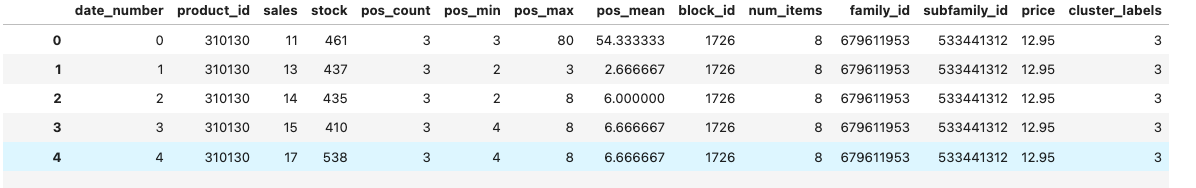 date_number product_id sales stock pos_count pos_min pos_max pos_mean block_id num_items family_id subfamily_id price cluster_labels
0 0 310130 11 461 3 3 80 54.333333 1726 8 679611953 533441312 12.95 3
1 1 310130 13 437 3 2 3 2.666667 1726 8 679611953 533441312 12.95 3
2 2 310130 14 435 3 2 8 6.000000 1726 8 679611953 533441312 12.95 3
3 3 310130 15 410 3 4 8 6.666667 1726 8 679611953 533441312 12.95 3
4 4 310130 17 538 3 4 8 6.666667 1726 8 679611953 533441312 12.95 3